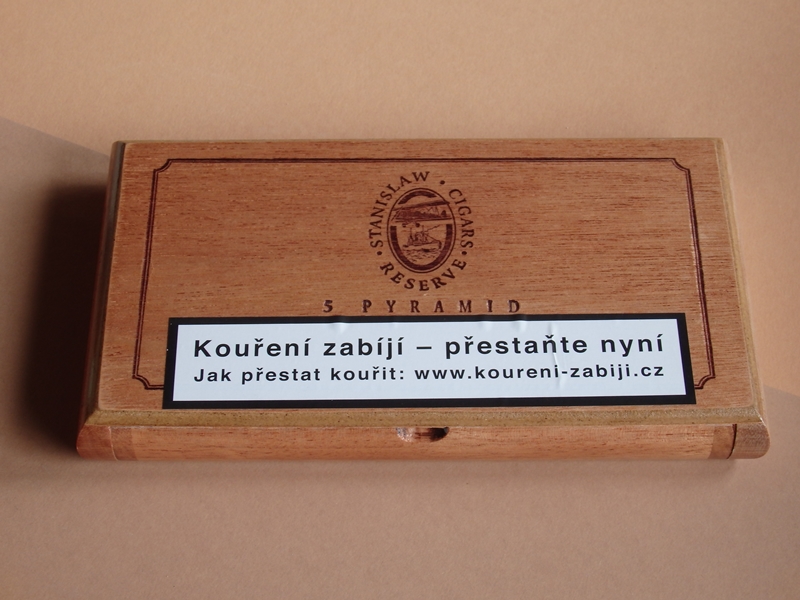 STANISLAW • CIGARS •
RESERVE •
5 PYRAMID
Kouření zabíjí – přestaňte nyní
Jak přestat kouřit: www.koureni-zabiji.cz